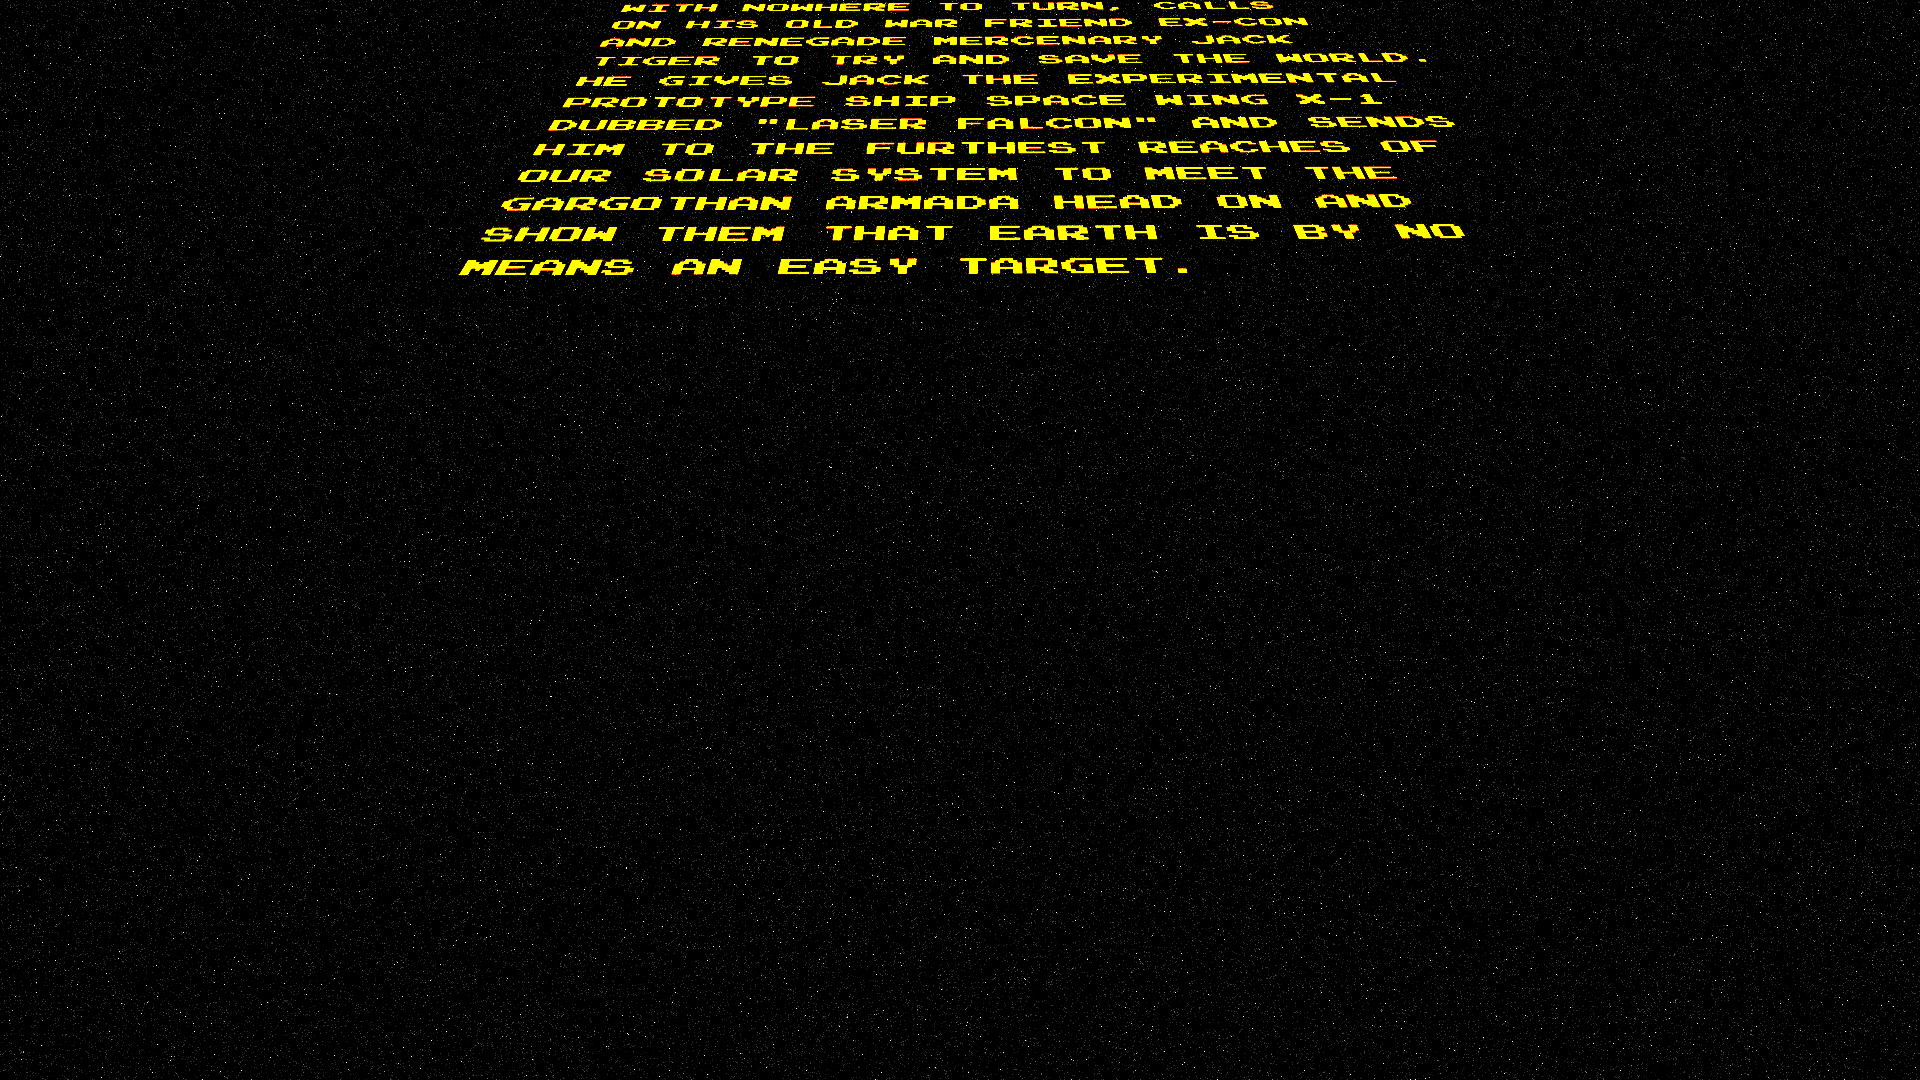 WITH NOWHERE TO TURN, CALLS
ON HIS OLD WAR FRIEND EX-CON
AND RENEGADE MERCENARY JACK
TIGER TO TRY AND SAVE THE WORLD.
HE GIVES JACK THE EXPERIMENTAL
PROTOTYPE SHIP SPACE WING X-1
DUBBED "LASER FALCON" AND SENDS
HIM TO THE FURTHEST REACHES OF
OUR SOLAR SYSTEM TO MEET THE
GARGOTHAN ARMADA HEAD ON AND
SHOW THEM THAT EARTH IS BY NO
MEANS AN EASY TARGET.